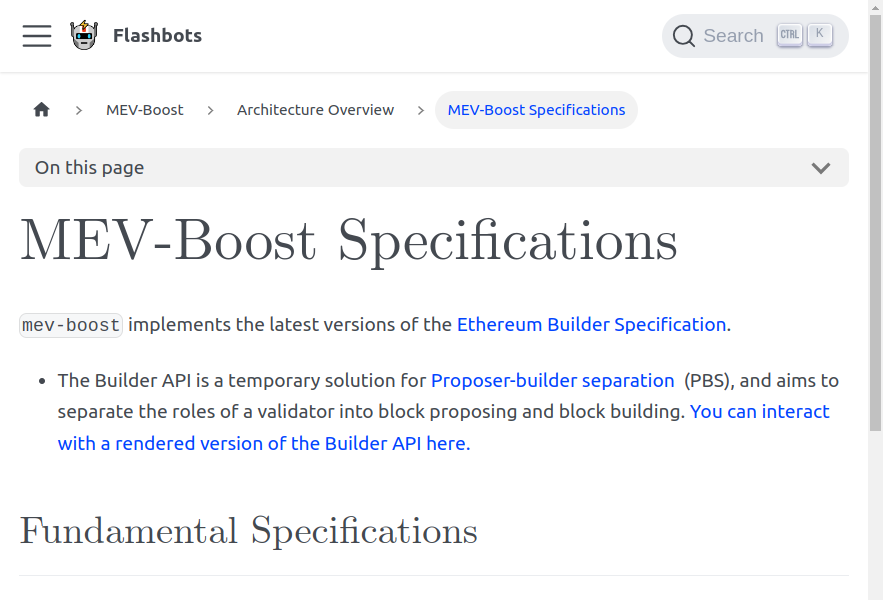 Flashbots
Search CTRL K
MEV-Boost
Architecture Overview
MEV-Boost Specifications
On this page
MEV-Boost Specifications
mev-boost implements the latest versions of the Ethereum Builder Specification.
The Builder API is a temporary solution for Proposer-builder separation (PBS), and aims to
separate the roles of a validator into block proposing and block building. You can interact
with a rendered version of the Builder API here.
Fundamental Specifications